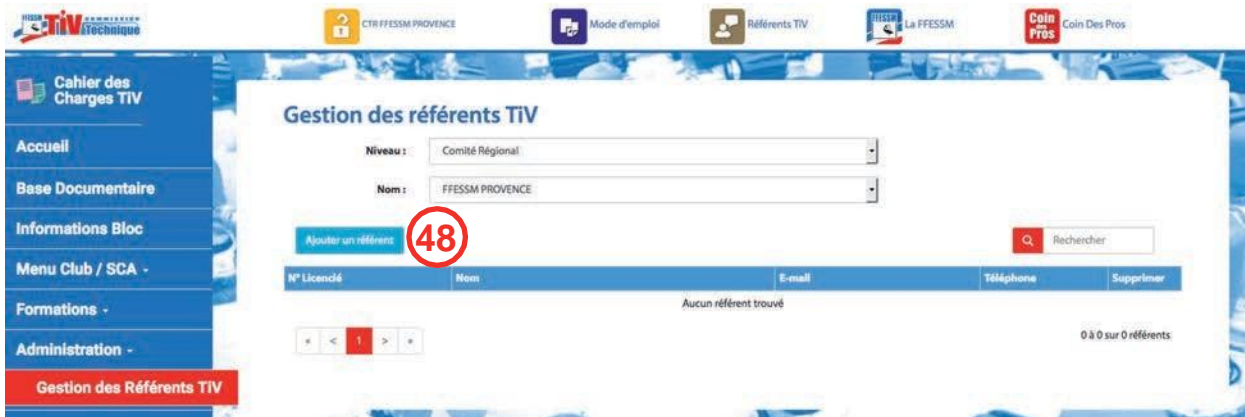 FFESSM TiV COMMISSION Technique
CTR FFESSM PROVENCE
Mode d'emploi
Référents TiV
FFESSM
La FFESSM
Coin des Pros
Coin Des Pros
Cahier des
Charges TiV
Accueil
Base Documentaire
Informations Bloc
Menu Club / SCA
Formations
Administration
Gestion des Référents TiV
Gestion des référents TiV
Niveau : Comité Régional
Nom : FFESSM PROVENCE
Ajouter un référent 48 Rechercher
N° Licencié Nom E-mail Téléphone Supprimer
Aucun référent trouvé
« < 1 > » 0 à 0 sur 0 référents